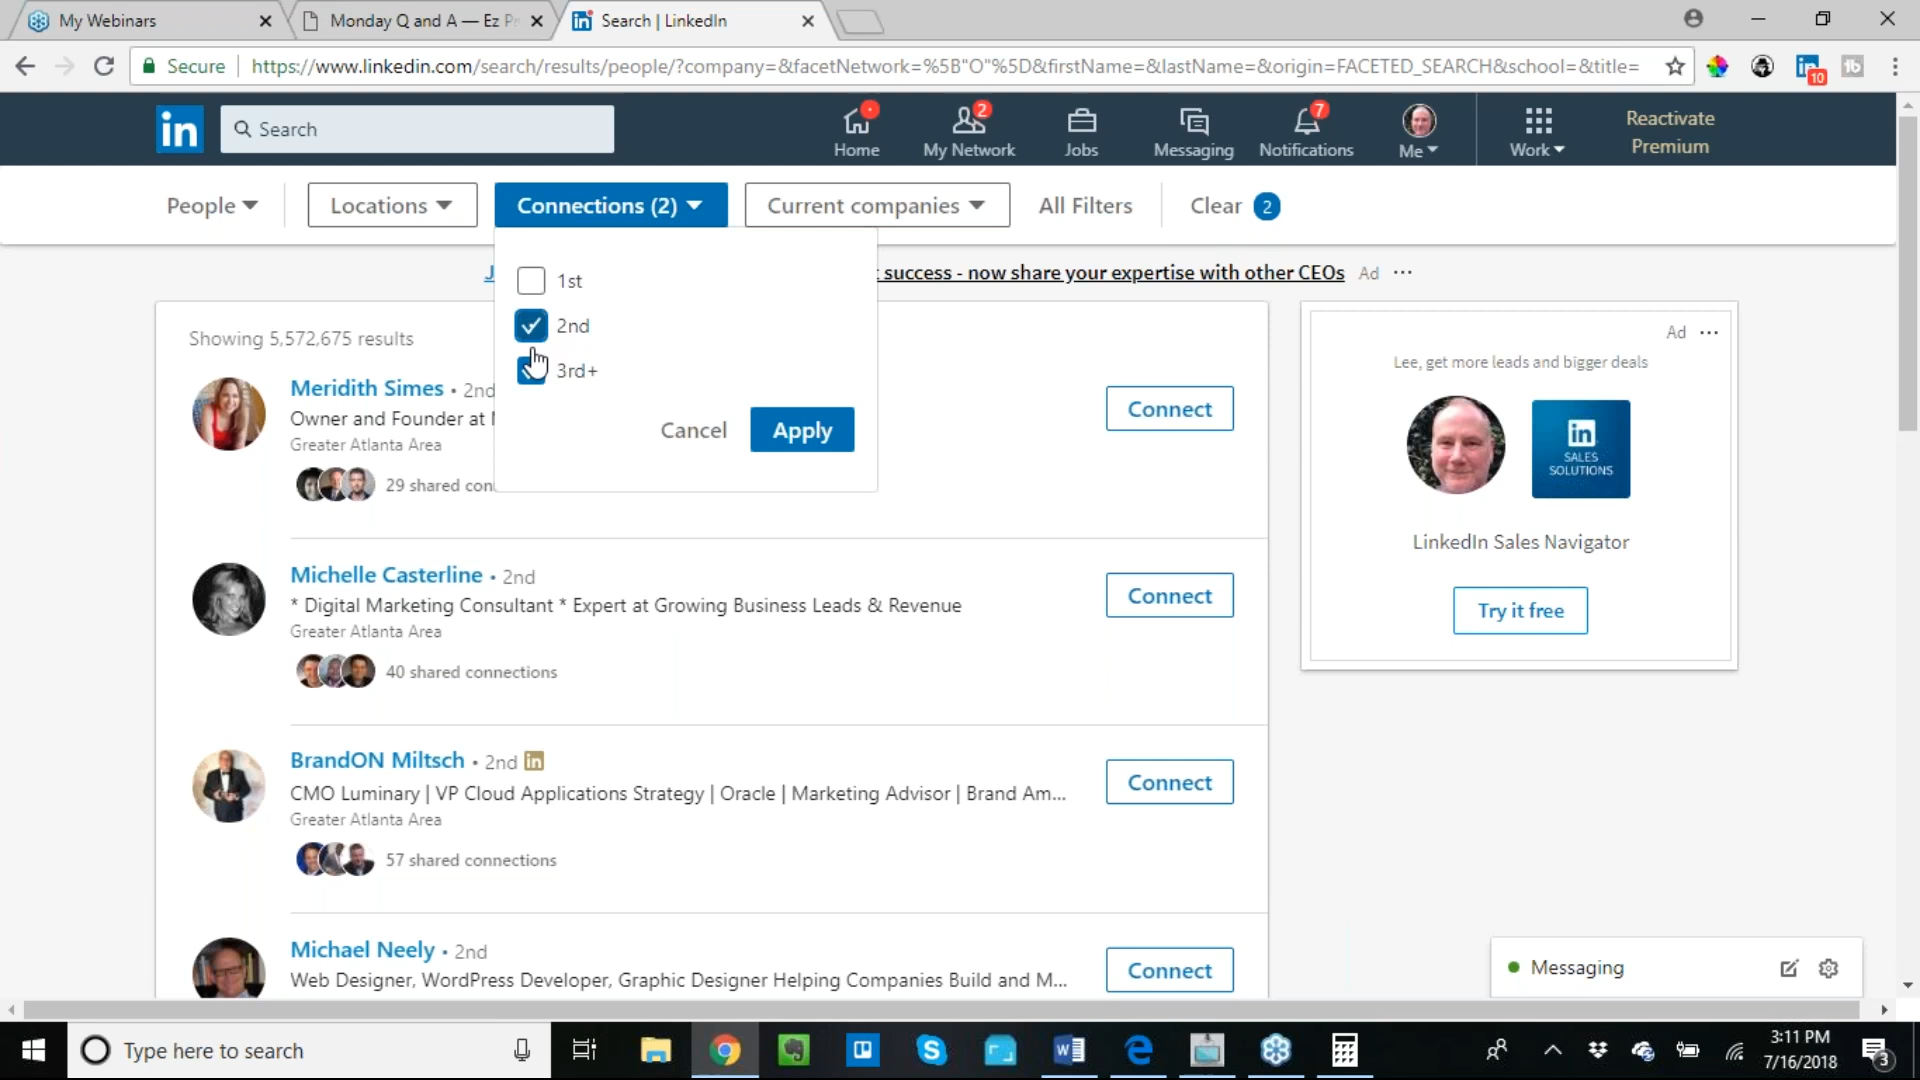 My Webinars
Monday Q and A — Ez Pr
Search | LinkedIn
Secure
https://www.linkedin.com/search/results/people/?company=&facetNetwork=%5B"O"%5D&firstName=&lastName=&origin=FACETED_SEARCH&school=&title=
10
in
Search
Home
2
My Network
Jobs
Messaging
7
Notifications
Me
Work
Reactivate
Premium
People
Locations
Connections (2)
Current companies
All Filters
Clear 2
success - now share your expertise with other CEOs Ad
1st
2nd
3rd+
Cancel
Apply
Showing 5,572,675 results
Meridith Simes • 2nd
Owner and Founder at
Greater Atlanta Area
29 shared con
Connect
Michelle Casterline • 2nd
* Digital Marketing Consultant * Expert at Growing Business Leads & Revenue
Greater Atlanta Area
40 shared connections
Connect
BrandON Miltsch • 2nd in
CMO Luminary | VP Cloud Applications Strategy | Oracle | Marketing Advisor | Brand Am...
Greater Atlanta Area
57 shared connections
Connect
Michael Neely • 2nd
Web Designer, WordPress Developer, Graphic Designer Helping Companies Build and M...
Connect
Ad
Lee, get more leads and bigger deals
in
SALES
SOLUTIONS
LinkedIn Sales Navigator
Try it free
Messaging
Type here to search
3:11 PM
7/16/2018
3